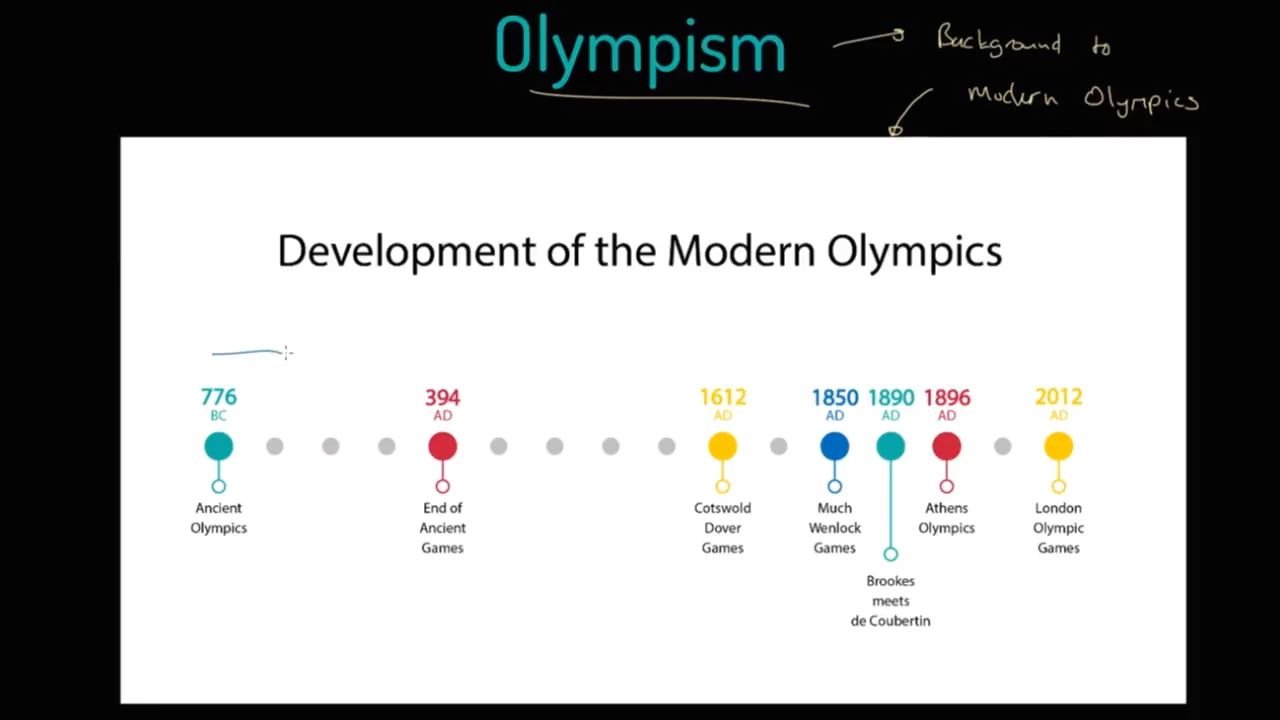 Olympism
Background to
Modern Olympics
Development of the Modern Olympics
776
BC
Ancient
Olympics
394
AD
End of
Ancient
Games
1612
AD
Cotswold
Dover
Games
1850
AD
Much
Wenlock
Games
1890
AD
Brookes
meets
de Coubertin
1896
AD
Athens
Olympics
2012
AD
London
Olympic
Games